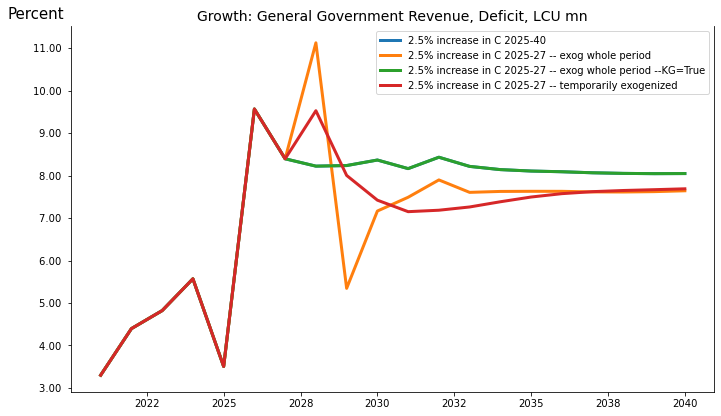 Percent
Growth: General Government Revenue, Deficit, LCU mn
2.5% increase in C 2025-40
2.5% increase in C 2025-27 -- exog whole period
2.5% increase in C 2025-27 -- exog whole period --KG=True
2.5% increase in C 2025-27 -- temporarily exogenized
11.00
10.00
9.00
8.00
7.00
6.00
5.00
4.00
3.00
2022 2025 2028 2030 2032 2035 2038 2040